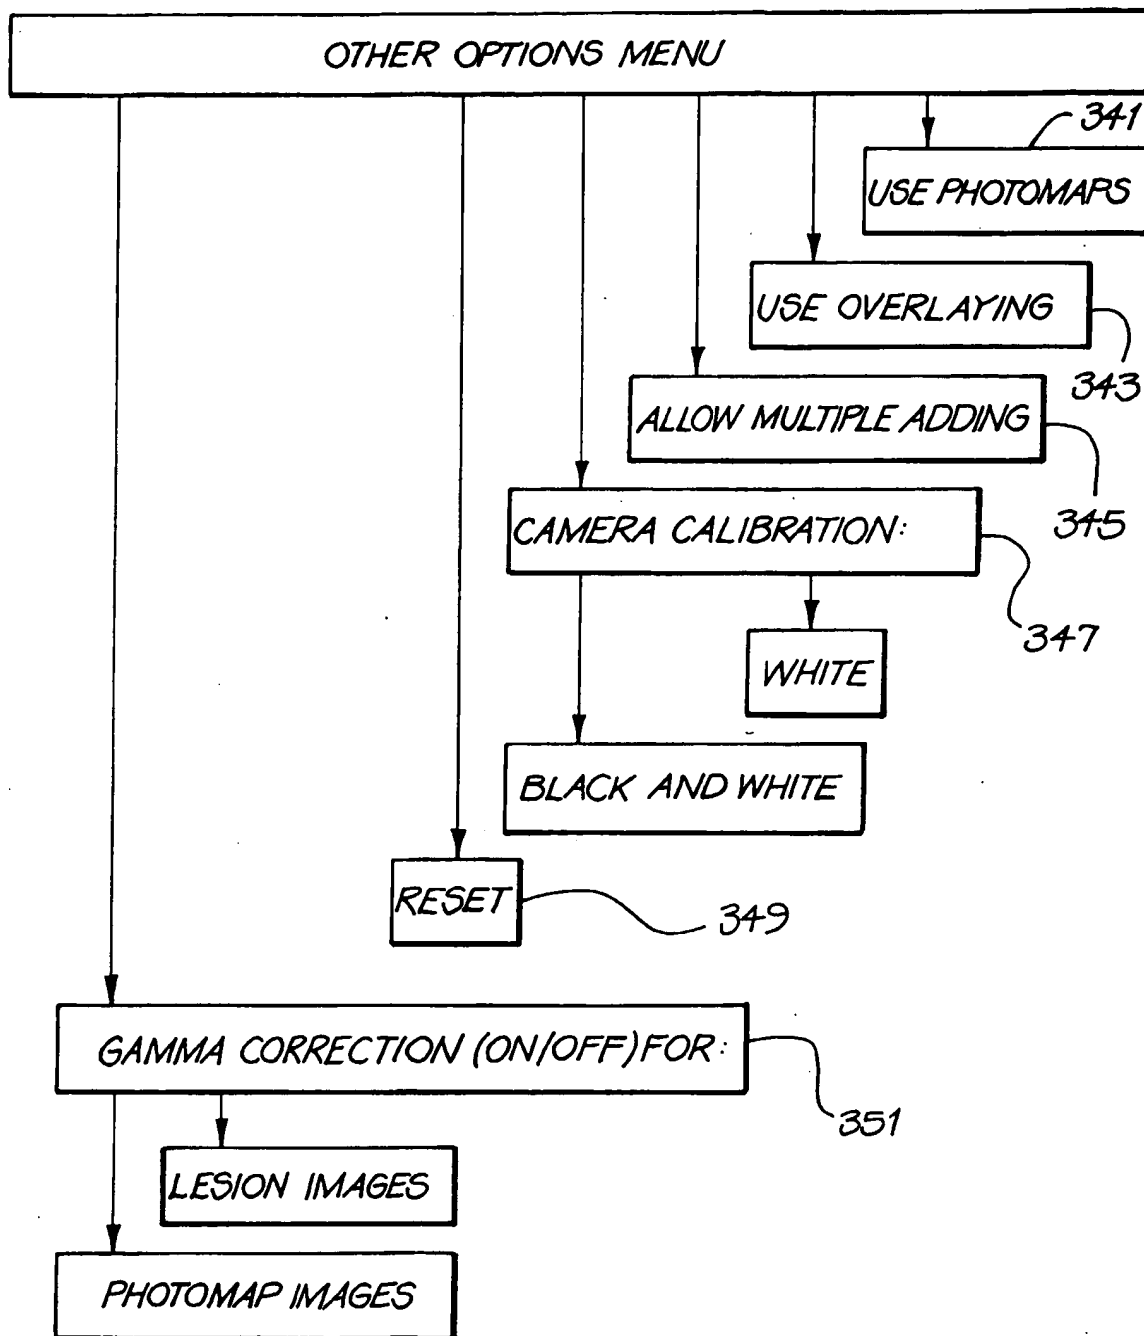 OTHER OPTIONS MENU
341
USE PHOTOMAPS
USE OVERLAYING
343
ALLOW MULTIPLE ADDING
345
CAMERA CALIBRATION:
347
WHITE
BLACK AND WHITE
RESET
349
GAMMA CORRECTION (ON/OFF) FOR:
351
LESION IMAGES
PHOTOMAP IMAGES